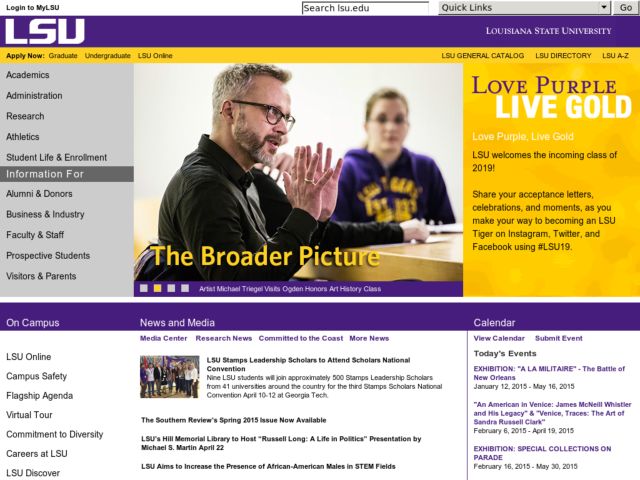 Login to MyLSU
Search lsu.edu
Quick Links
Go
LSU
LOUISIANA STATE UNIVERSITY
Apply Now: Graduate Undergraduate LSU Online
LSU GENERAL CATALOG LSU DIRECTORY LSU A-Z
Academics
Administration
Research
Athletics
Student Life & Enrollment
Information For
Alumni & Donors
Business & Industry
Faculty & Staff
Prospective Students
Visitors & Parents
The Broader Picture
Artist Michael Triegel Visits Ogden Honors Art History Class
LOVE PURPLE
LIVE GOLD
Love Purple, Live Gold
LSU welcomes the incoming class of
2019!
Share your acceptance letters,
celebrations, and moments, as you
make your way to becoming an LSU
Tiger on Instagram, Twitter, and
Facebook using #LSU19.
On Campus
LSU Online
Campus Safety
Flagship Agenda
Virtual Tour
Commitment to Diversity
Careers at LSU
LSU Discover
News and Media
Media Center Research News Committed to the Coast More News
LSU Stamps Leadership Scholars to Attend Scholars National
Convention
Nine LSU students will join approximately 500 Stamps Leadership Scholars
from 41 universities around the country for the third Stamps Scholars
National Convention April 10-12 at Georgia Tech.
The Southern Review's Spring 2015 Issue Now Available
LSU's Hill Memorial Library to Host "Russell Long: A Life in Politics" Presentation by
Michael S. Martin April 22
LSU Aims to Increase the Presence of African-American Males in STEM Fields
Calendar
View Calendar Submit Event
Today's Events
EXHIBITION: "A LA MILITAIRE" - The Battle of
New Orleans
January 12, 2015 - May 16, 2015
"An American in Venice: James McNeill Whistler
and His Legacy" & "Venice, Traces: The Art of
Sandra Russell Clark"
February 6, 2015 - April 19, 2015
EXHIBITION: SPECIAL COLLECTIONS ON
PARADE
February 16, 2015 - May 30, 2015